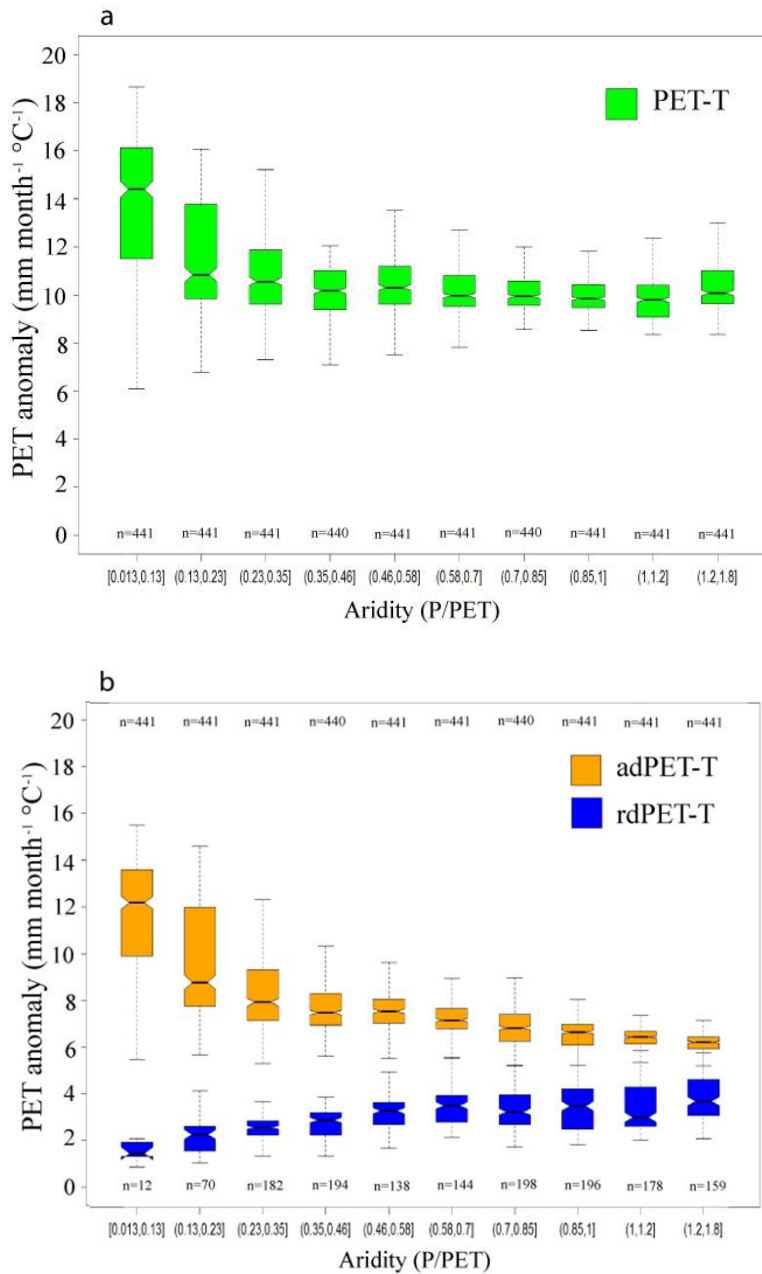 a
20
18
16
14
12
10
8
6
4
2
0
PET anomaly (mm month⁻¹ °C⁻¹)
PET-T
n=441 n=441 n=441 n=440 n=441 n=441 n=440 n=441 n=441 n=441
[0.013,0.13] (0.13,0.23] (0.23,0.35] (0.35,0.46] (0.46,0.58] (0.58,0.7] (0.7,0.85] (0.85,1] (1,1.2] (1.2,1.8]
Aridity (P/PET)
b
20
18
16
14
12
10
8
6
4
2
0
PET anomaly (mm month⁻¹ °C⁻¹)
n=441 n=441 n=441 n=440 n=441 n=441 n=440 n=441 n=441 n=441
adPET-T
rdPET-T
n=12 n=70 n=182 n=194 n=138 n=144 n=198 n=196 n=178 n=159
[0.013,0.13] (0.13,0.23] (0.23,0.35] (0.35,0.46] (0.46,0.58] (0.58,0.7] (0.7,0.85] (0.85,1] (1,1.2] (1.2,1.8]
Aridity (P/PET)